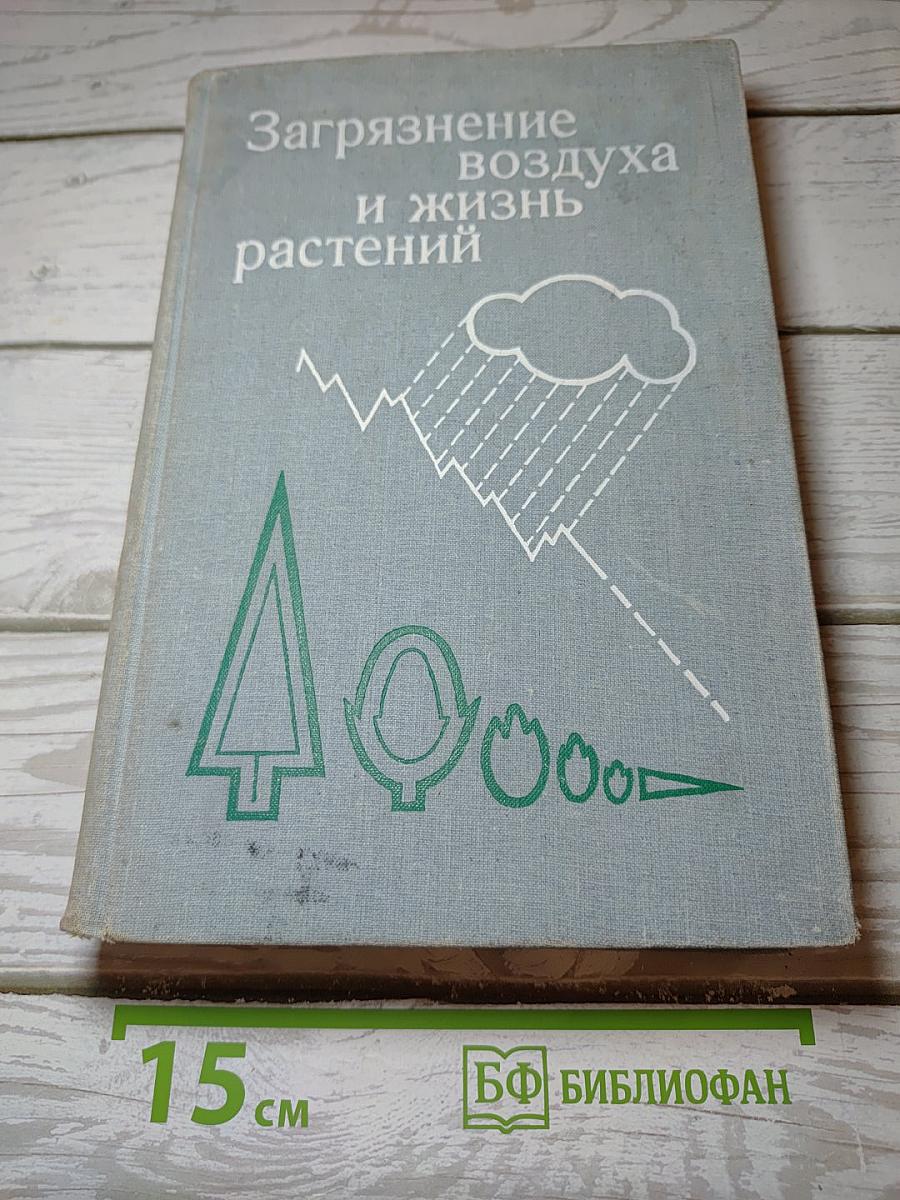 Загрязнение
воздуха
и жизнь
растений
15 см
БФ БИБЛИОФАН